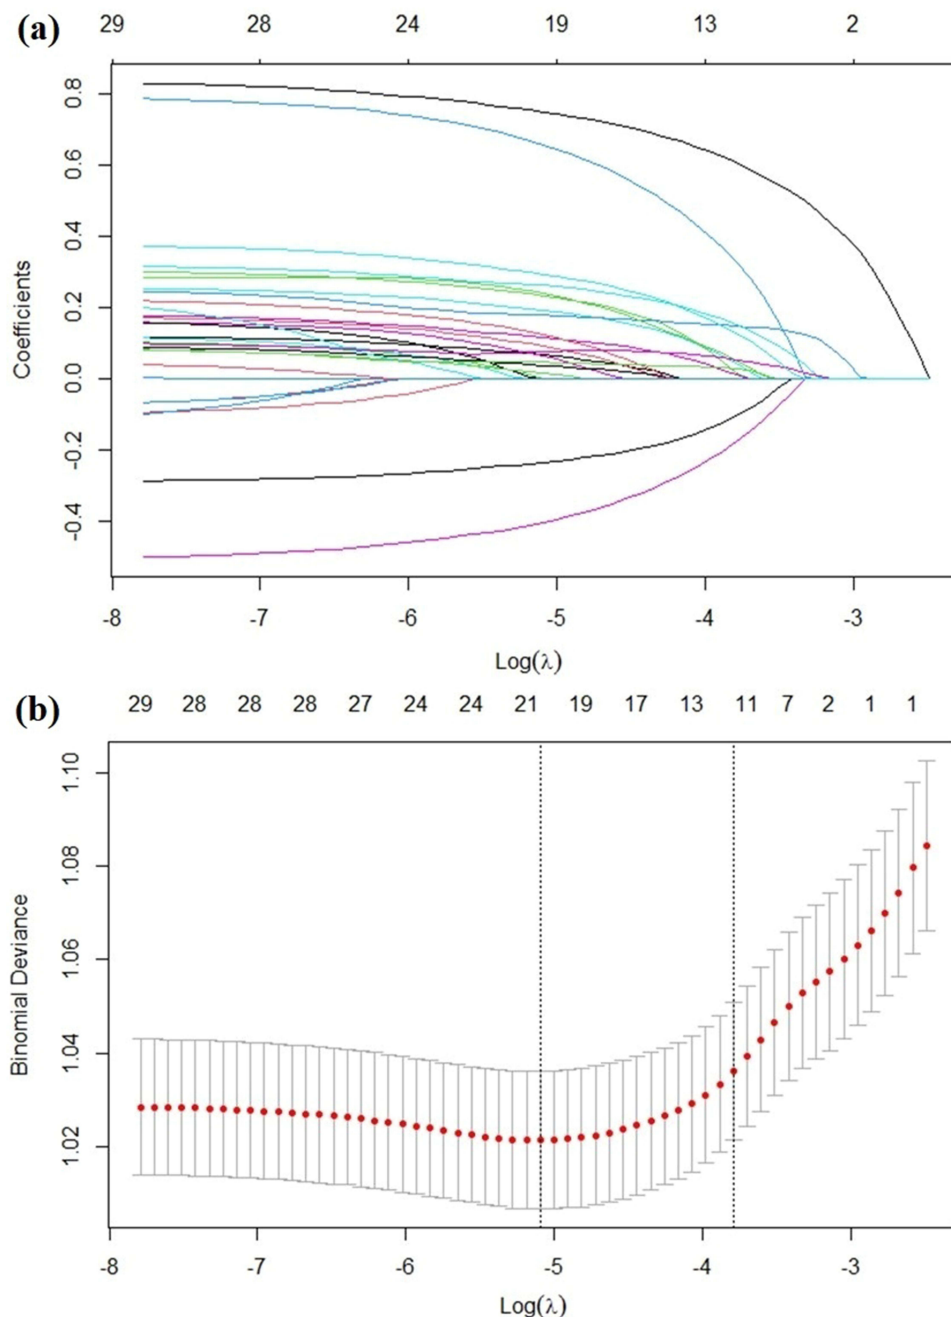 (a)
29 28 24 19 13 2
0.8
0.6
0.4
0.2
0.0
-0.2
-0.4
Coefficients
-8 -7 -6 -5 -4 -3
Log(λ)
(b)
29 28 28 28 27 24 24 21 19 17 13 11 7 2 1 1
1.10
1.08
1.06
1.04
1.02
Binomial Deviance
-8 -7 -6 -5 -4 -3
Log(λ)